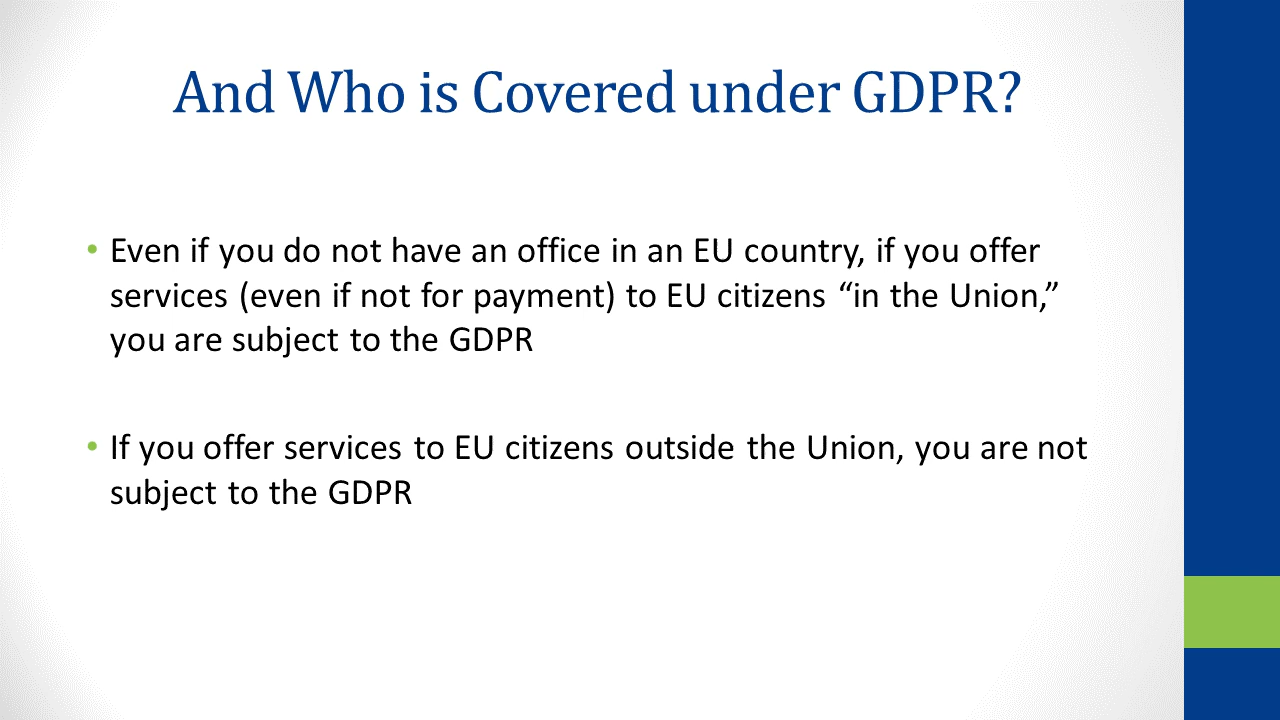 And Who is Covered under GDPR?
• Even if you do not have an office in an EU country, if you offer
services (even if not for payment) to EU citizens “in the Union,”
you are subject to the GDPR
• If you offer services to EU citizens outside the Union, you are not
subject to the GDPR